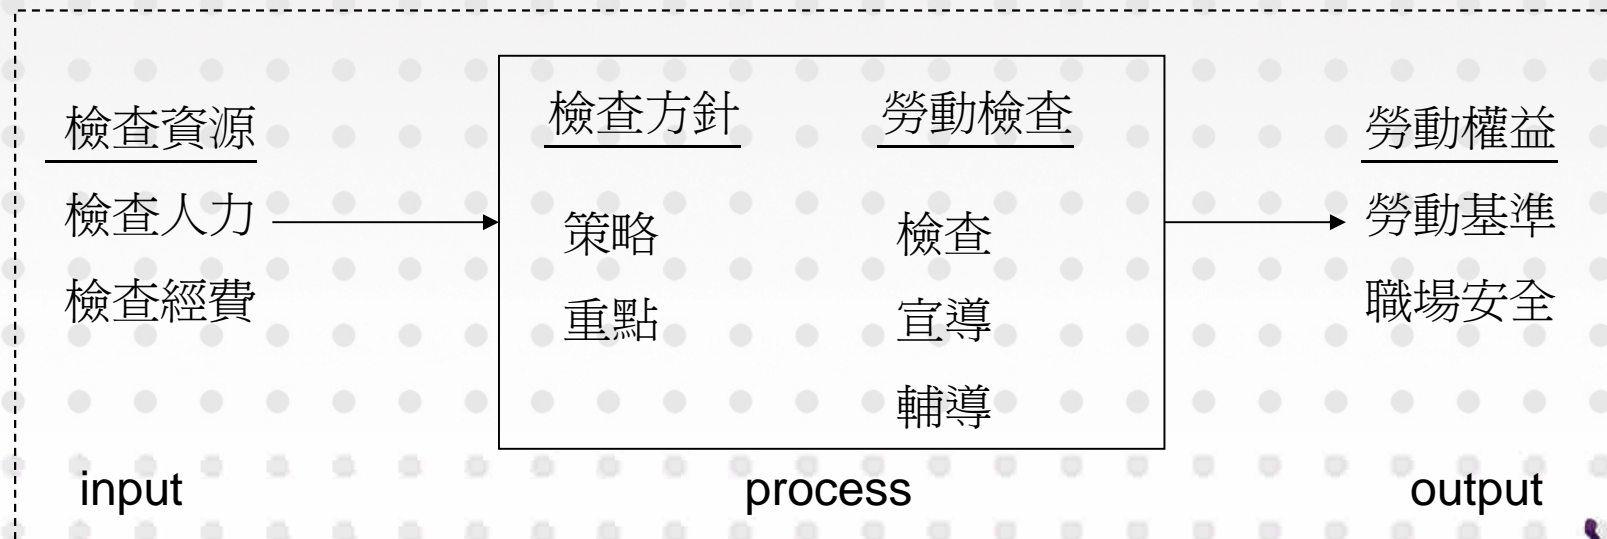 檢查資源
檢查人力
檢查經費
檢查方針
策略
重點
勞動檢查
檢查
宣導
輔導
勞動權益
勞動基準
職場安全
input
process
output